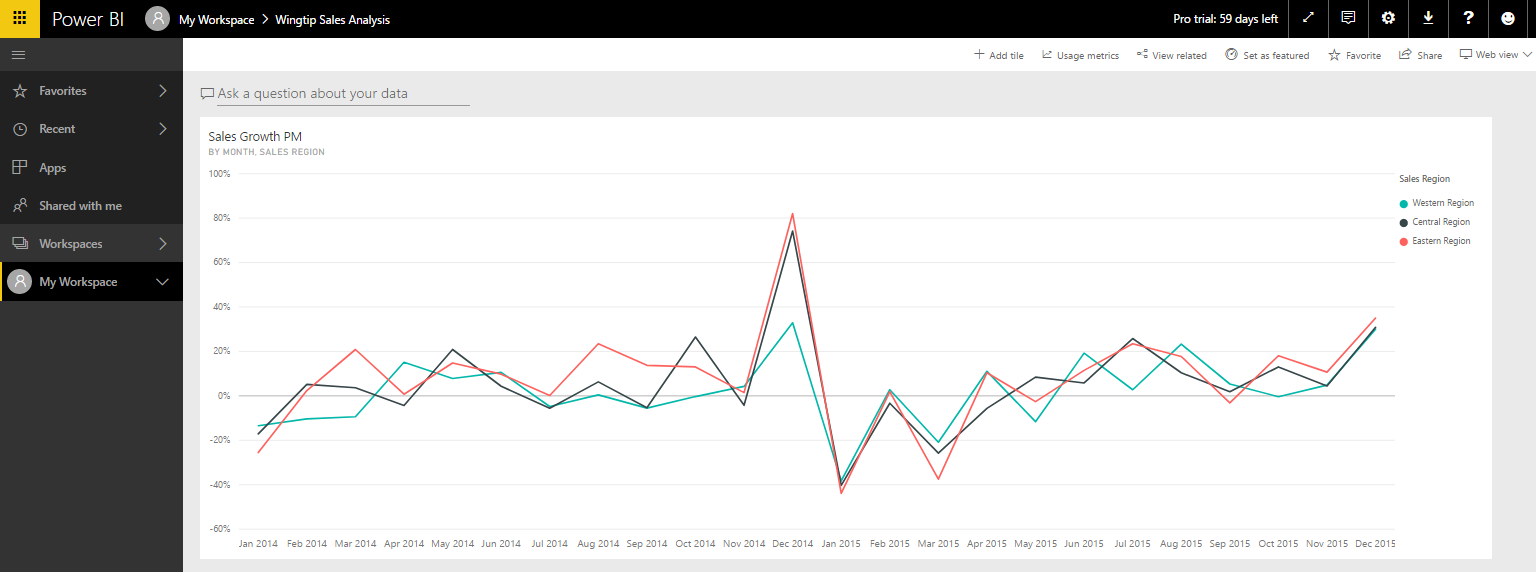 Power BI My Workspace > Wingtip Sales Analysis Pro trial: 59 days left ?
Add tile Usage metrics View related Set as featured Favorite Share Web view
Favorites
Recent
Apps
Shared with me
Workspaces
My Workspace
Ask a question about your data
Sales Growth PM
BY MONTH, SALES REGION
100%
80%
60%
40%
20%
0%
-20%
-40%
-60%
Jan 2014 Feb 2014 Mar 2014 Apr 2014 May 2014 Jun 2014 Jul 2014 Aug 2014 Sep 2014 Oct 2014 Nov 2014 Dec 2014 Jan 2015 Feb 2015 Mar 2015 Apr 2015 May 2015 Jun 2015 Jul 2015 Aug 2015 Sep 2015 Oct 2015 Nov 2015 Dec 2015
Sales Region
Western Region
Central Region
Eastern Region